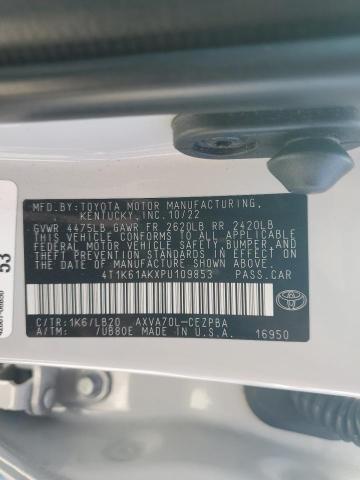 MFD.BY:TOYOTA MOTOR MANUFACTURING,
KENTUCKY,INC.10/22
GVWR 4475LB GAWR FR 2620LB RR 2420LB
THIS VEHICLE CONFORMS TO ALL APPLICABLE
FEDERAL MOTOR VEHICLE SAFETY, BUMPER, AND
THEFT PREVENTION STANDARDS IN EFFECT ON THE
DATE OF MANUFACTURE SHOWN ABOVE.
4T1K61AKXPU109853 PASS.CAR
C/TR:1K6/LB20 AXVA70L-CEZPBA
A/TM: /UB80E MADE IN U.S.A. 16950
53